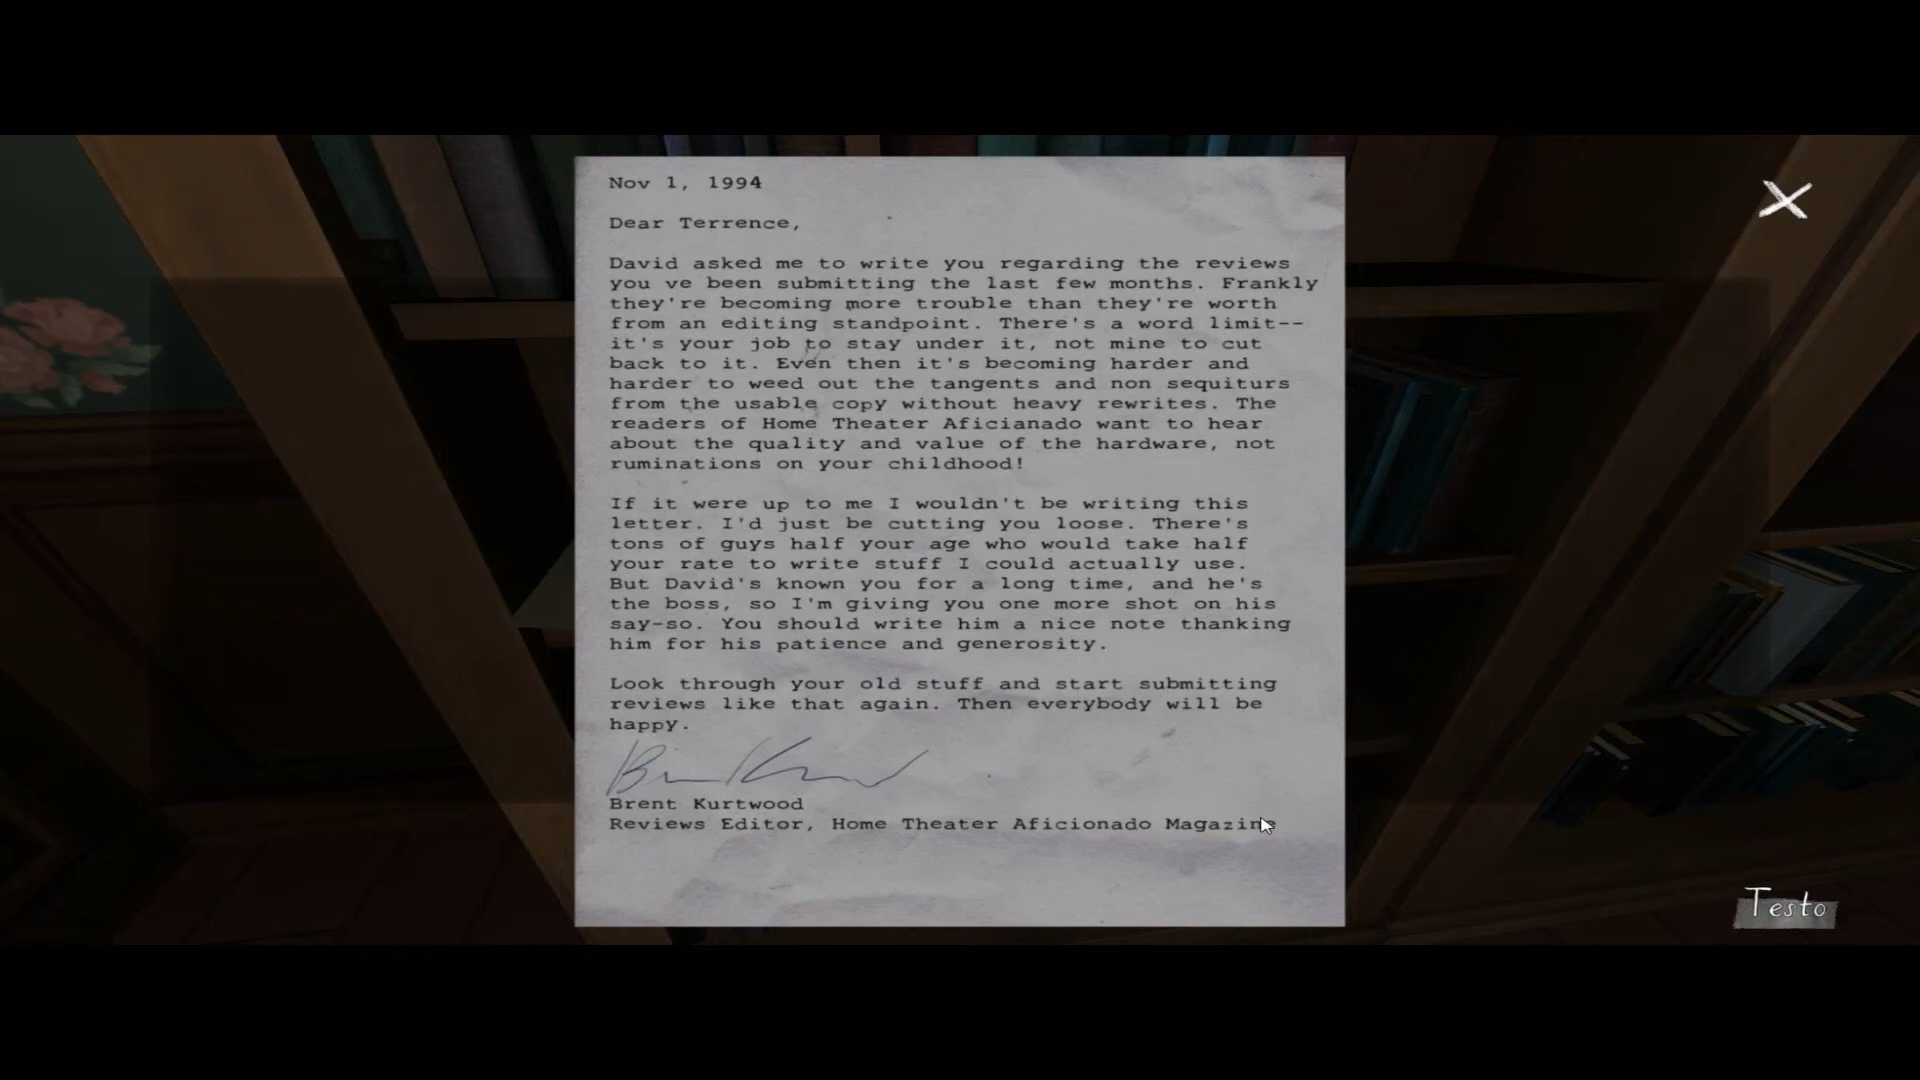 Nov 1, 1994
Dear Terrence,
David asked me to write you regarding the reviews
you ve been submitting the last few months. Frankly
they're becoming more trouble than they're worth
from an editing standpoint. There's a word limit--
it's your job to stay under it, not mine to cut
back to it. Even then it's becoming harder and
harder to weed out the tangents and non sequiturs
from the usable copy without heavy rewrites. The
readers of Home Theater Aficianado want to hear
about the quality and value of the hardware, not
ruminations on your childhood!
If it were up to me I wouldn't be writing this
letter. I'd just be cutting you loose. There's
tons of guys half your age who would take half
your rate to write stuff I could actually use.
But David's known you for a long time, and he's
the boss, so I'm giving you one more shot on his
say-so. You should write him a nice note thanking
him for his patience and generosity.
Look through your old stuff and start submitting
reviews like that again. Then everybody will be
happy.
Brent Kurtwood
Reviews Editor, Home Theater Aficionado Magazine
Testo